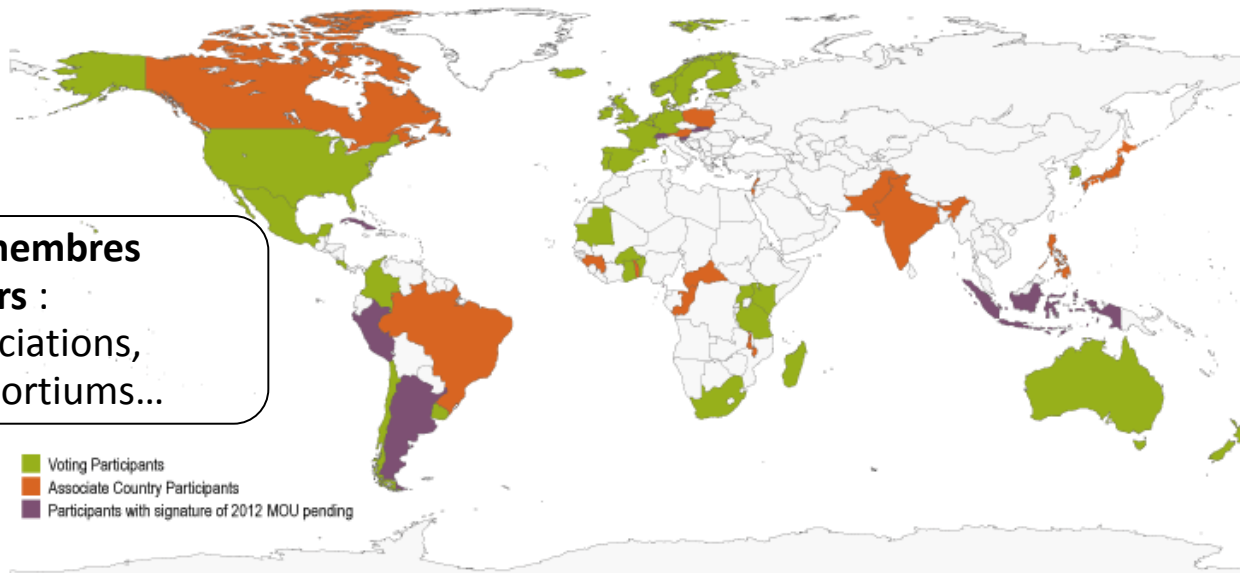 membres
rs :
ciations,
ortiums…
Voting Participants
Associate Country Participants
Participants with signature of 2012 MOU pending